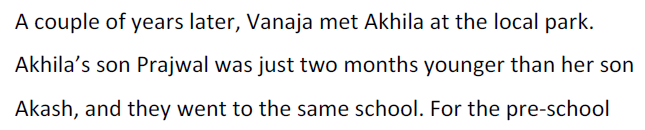 A couple of years later, Vanaja met Akhila at the local park.
Akhila’s son Prajwal was just two months younger than her son
Akash, and they went to the same school. For the pre-school